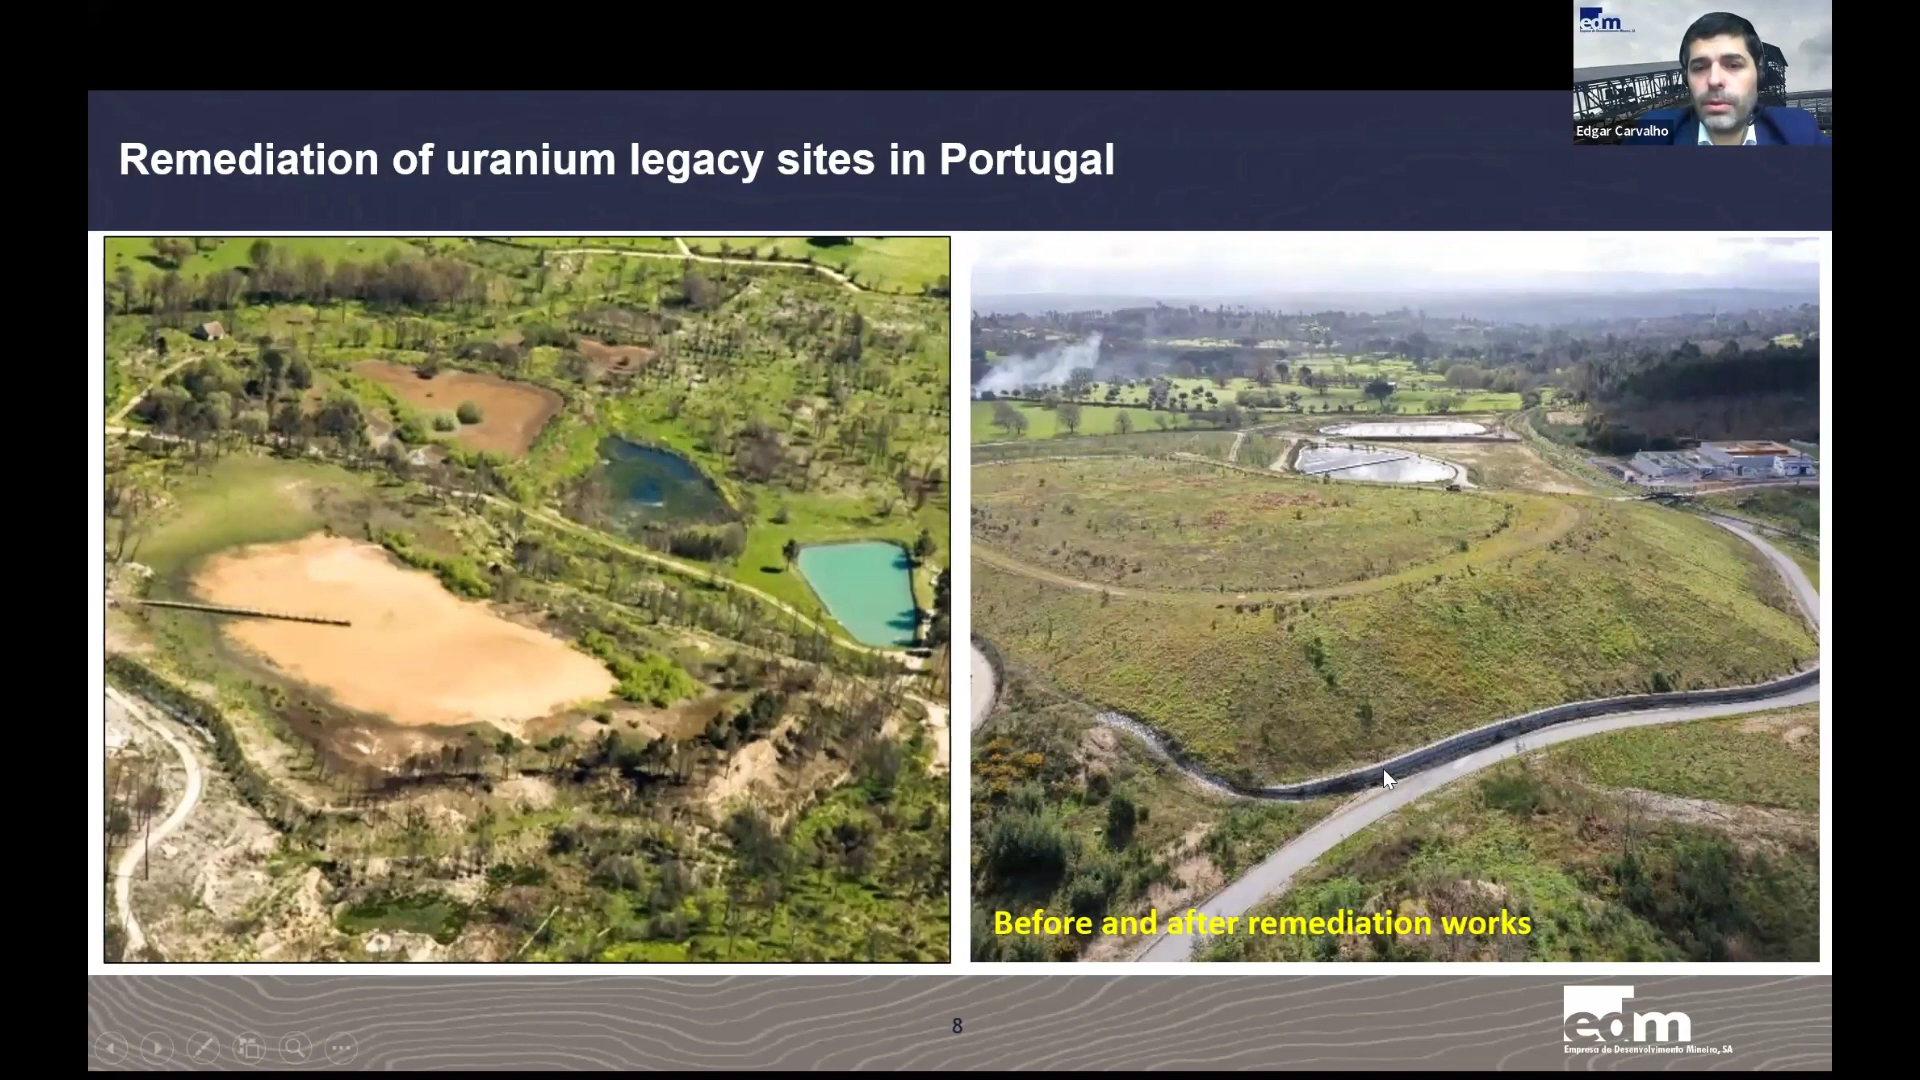 edm
Edgar Carvalho
Remediation of uranium legacy sites in Portugal
Before and after remediation works
8
edm
Empresa de Desenvolvimento Mineiro, SA